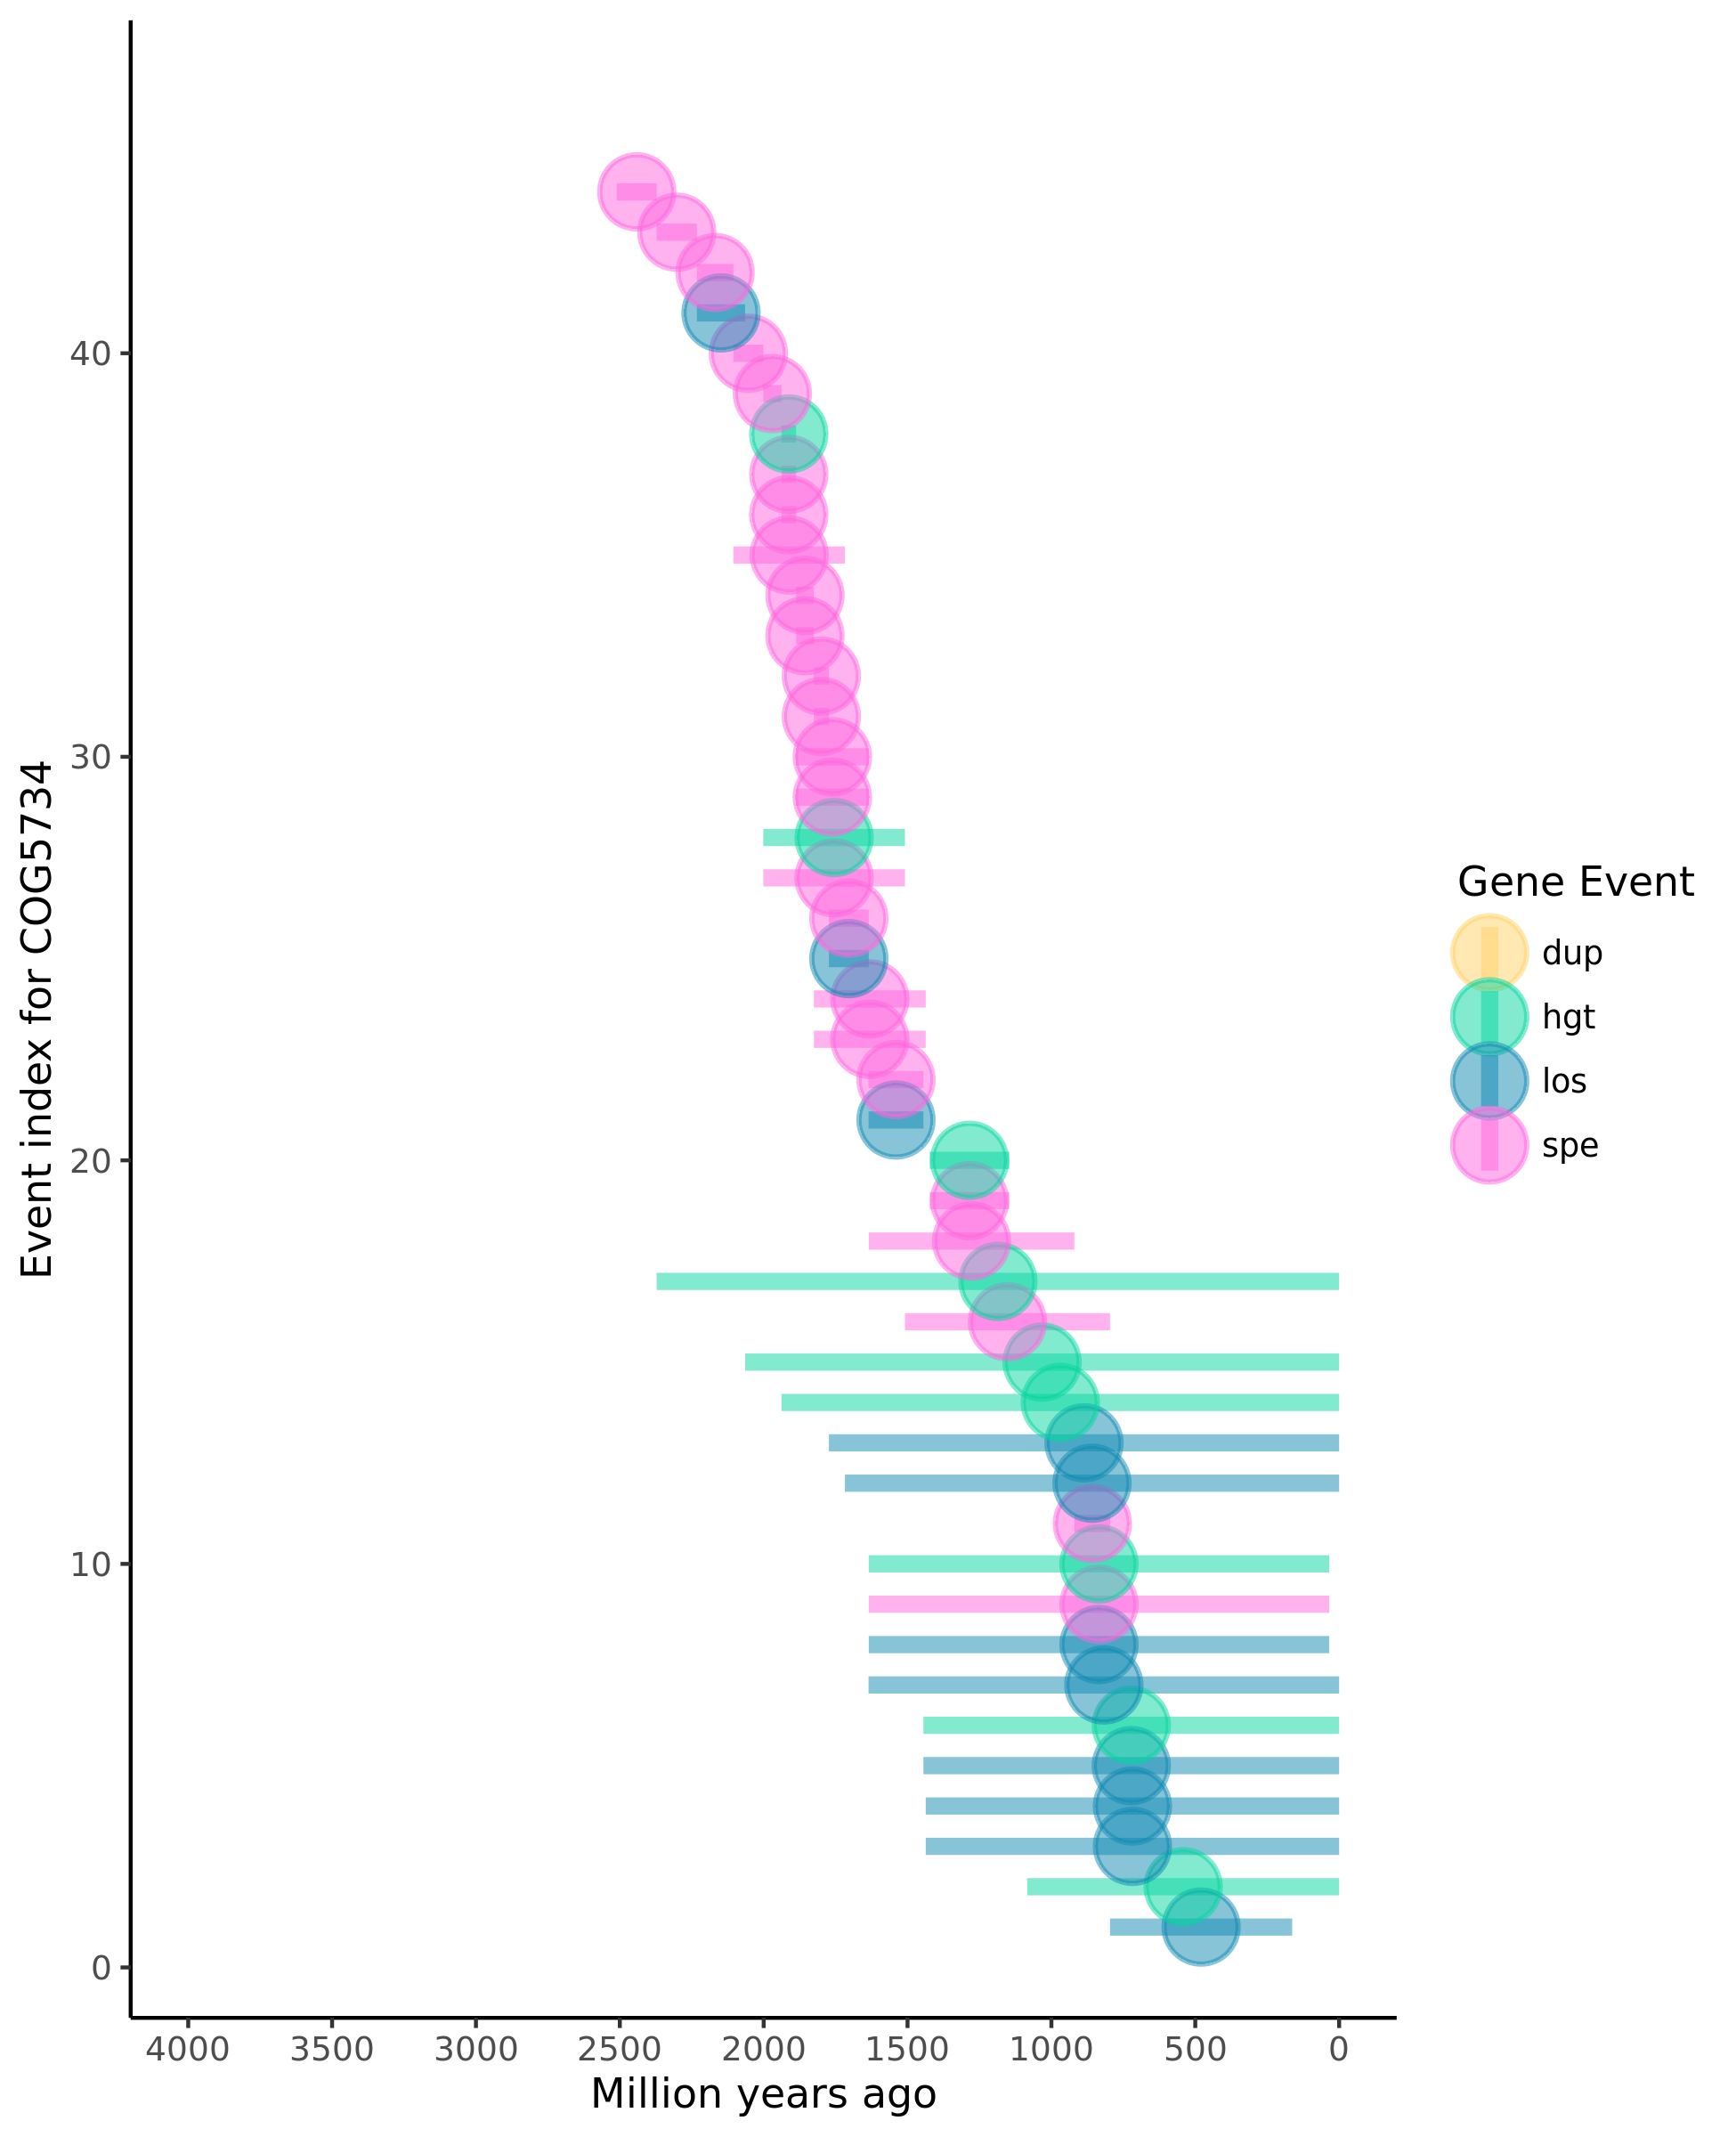 Event index for COG5734
40
30
20
10
0
4000 3500 3000 2500 2000 1500 1000 500 0
Million years ago
Gene Event
dup
hgt
los
spe